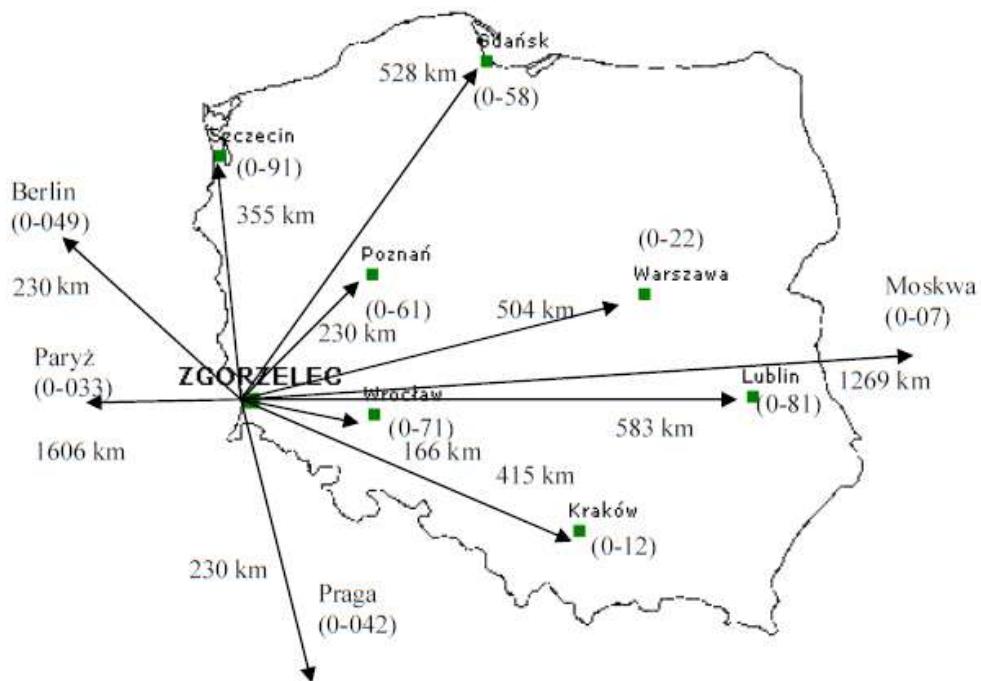 Gdańsk
528 km
(0-58)
Szczecin
(0-91)
Berlin
(0-049)
355 km
230 km
Poznań
(0-61)
230 km
(0-22)
Warszawa
504 km
Moskwa
(0-07)
1269 km
Paryż
(0-033)
1606 km
ZGORZELEC
Wrocław
(0-71)
166 km
Lublin
(0-81)
583 km
415 km
Kraków
(0-12)
230 km
Praga
(0-042)